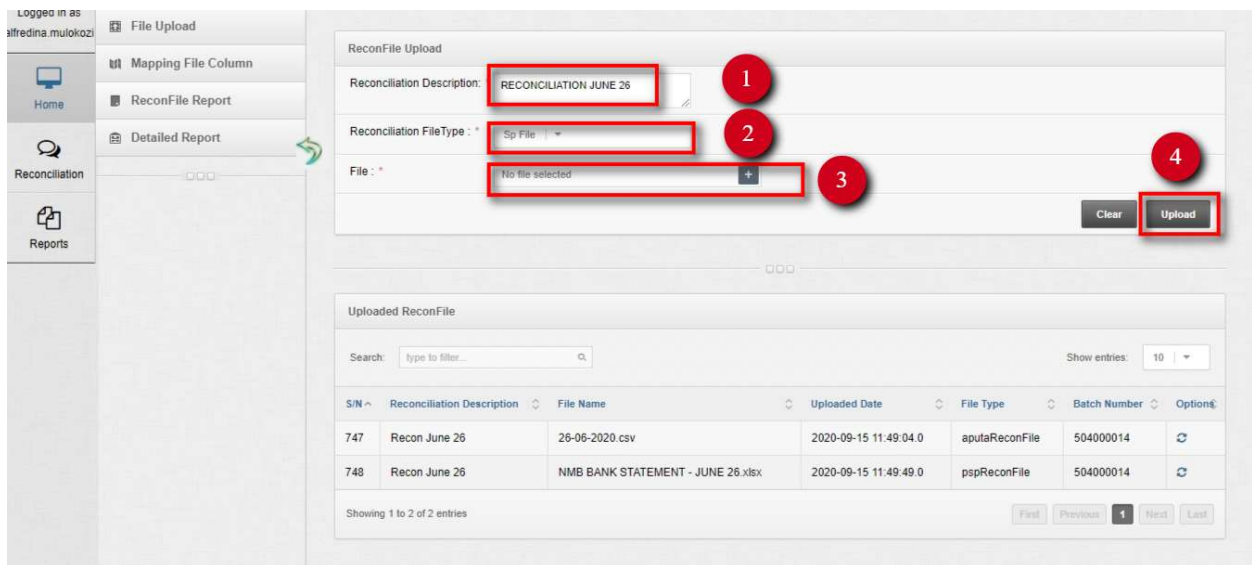 Logged in as
alfredina.mulokozi
Home
Reconciliation
Reports
File Upload
Mapping File Column
ReconFile Report
Detailed Report
ReconFile Upload
Reconciliation Description: * RECONCILIATION JUNE 26
1
Reconciliation FileType : * Sp File
2
File : * No file selected +
3
4
Clear Upload
Uploaded ReconFile
Search: type to filter... Show entries: 10
S/N Reconciliation Description File Name Uploaded Date File Type Batch Number Options
747 Recon June 26 26-06-2020.csv 2020-09-15 11:49:04.0 aputaReconFile 504000014
748 Recon June 26 NMB BANK STATEMENT - JUNE 26.xlsx 2020-09-15 11:49:49.0 pspReconFile 504000014
Showing 1 to 2 of 2 entries First Previous 1 Next Last